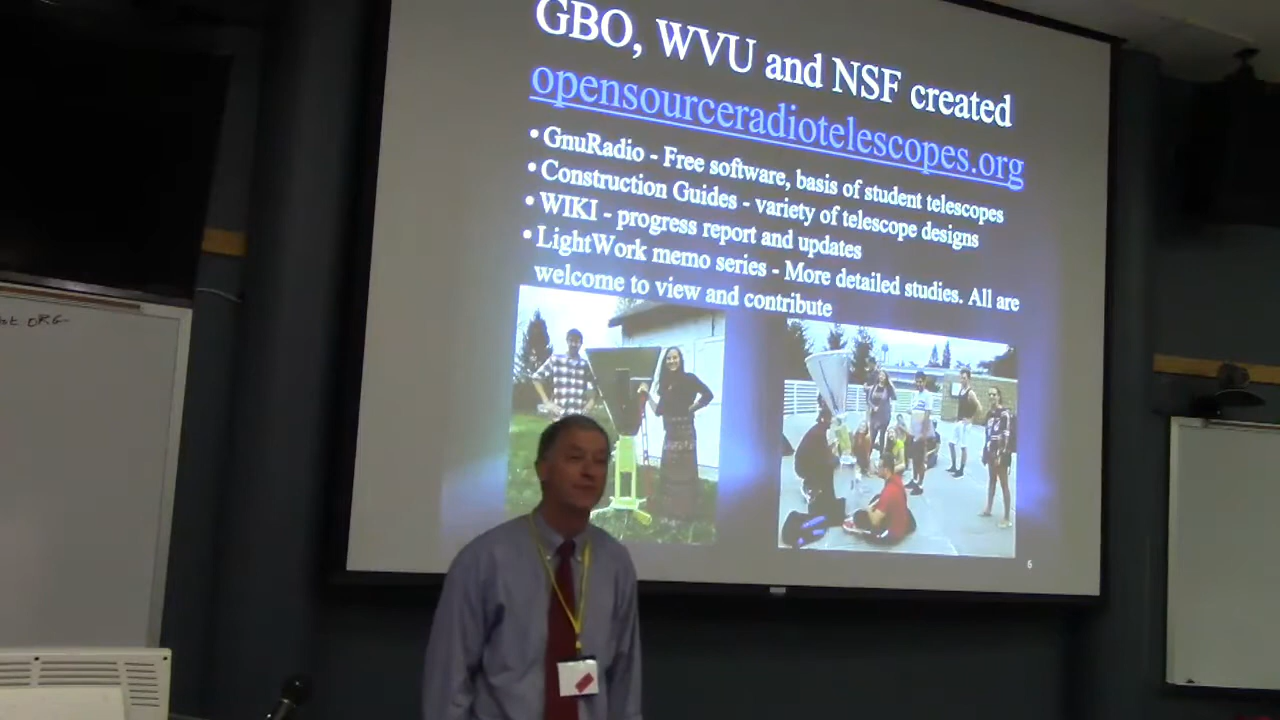 GBO, WVU and NSF created
opensourceradiotelescopes.org
• GnuRadio - Free software, basis of student telescopes
• Construction Guides - variety of telescope designs
• WIKI - progress report and updates
• LightWork memo series - More detailed studies. All are
welcome to view and contribute
6
ORG